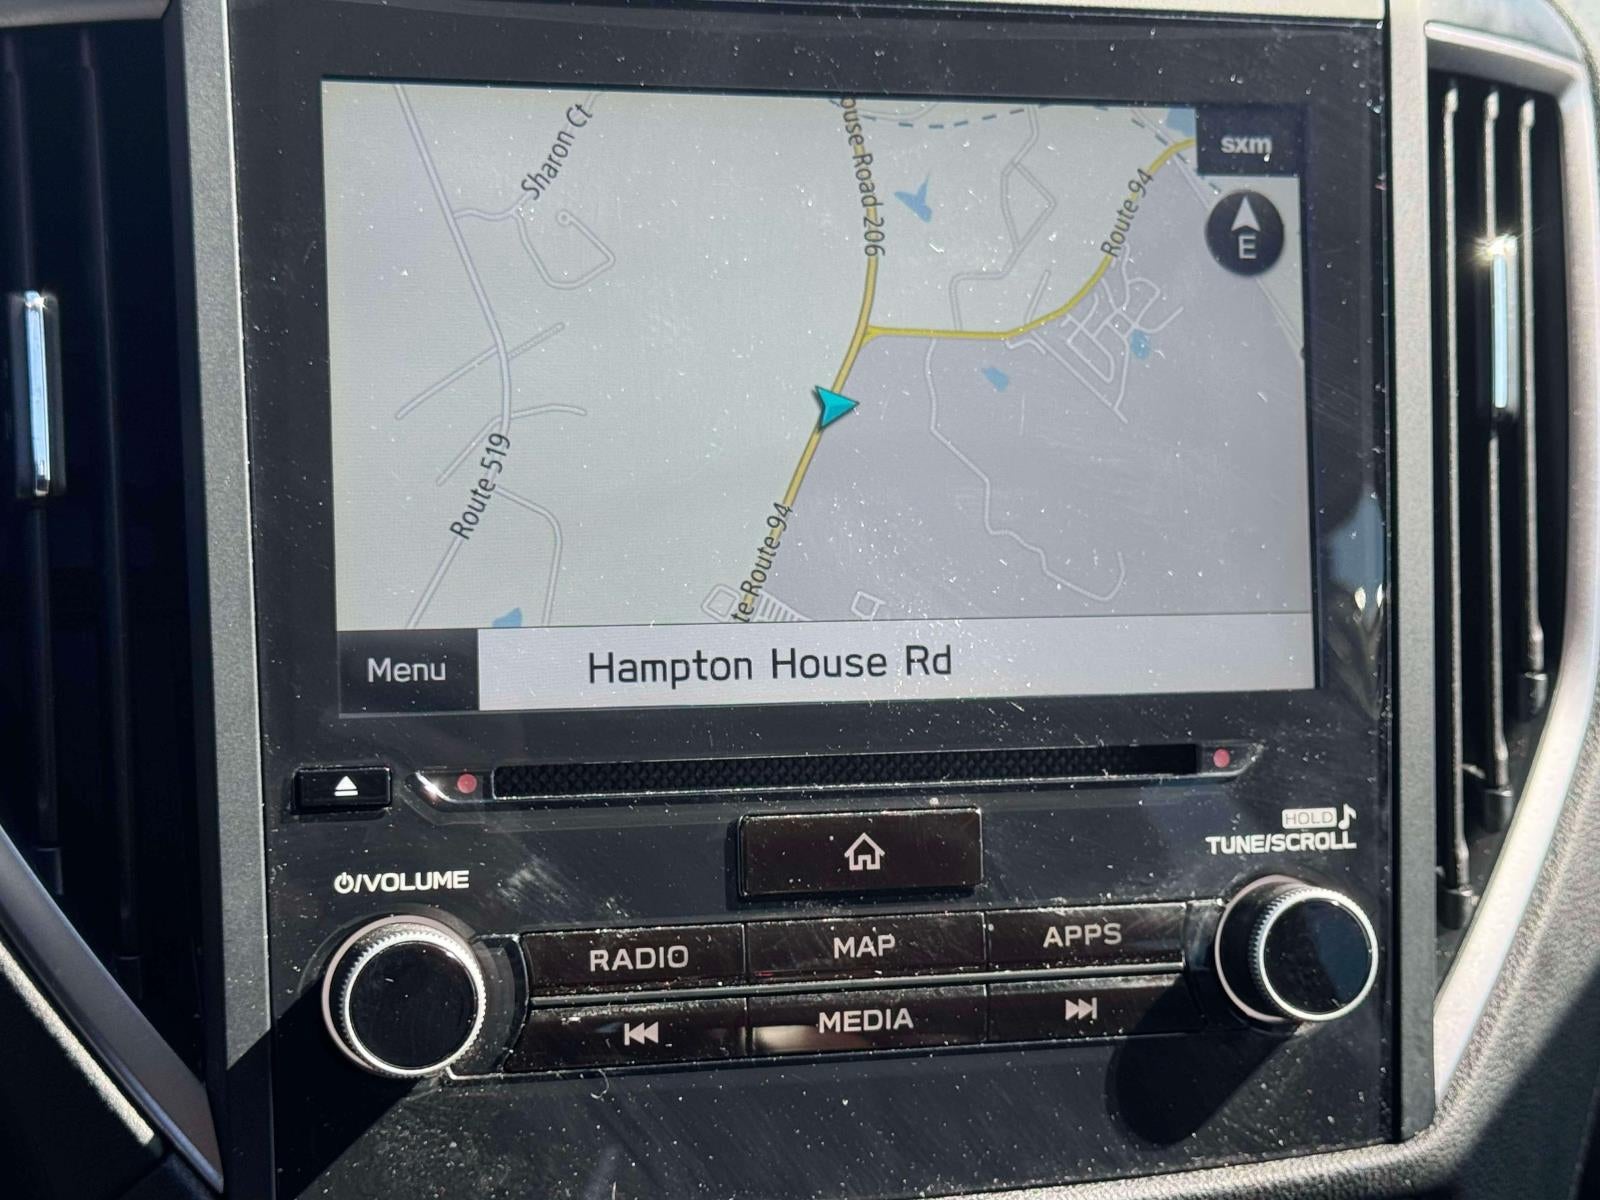 Sharon Ct
ouse Road 206
Route 94
sxm
E
Route 519
te Route 94
Menu
Hampton House Rd
HOLD
TUNE/SCROLL
/VOLUME
RADIO
MAP
APPS
MEDIA